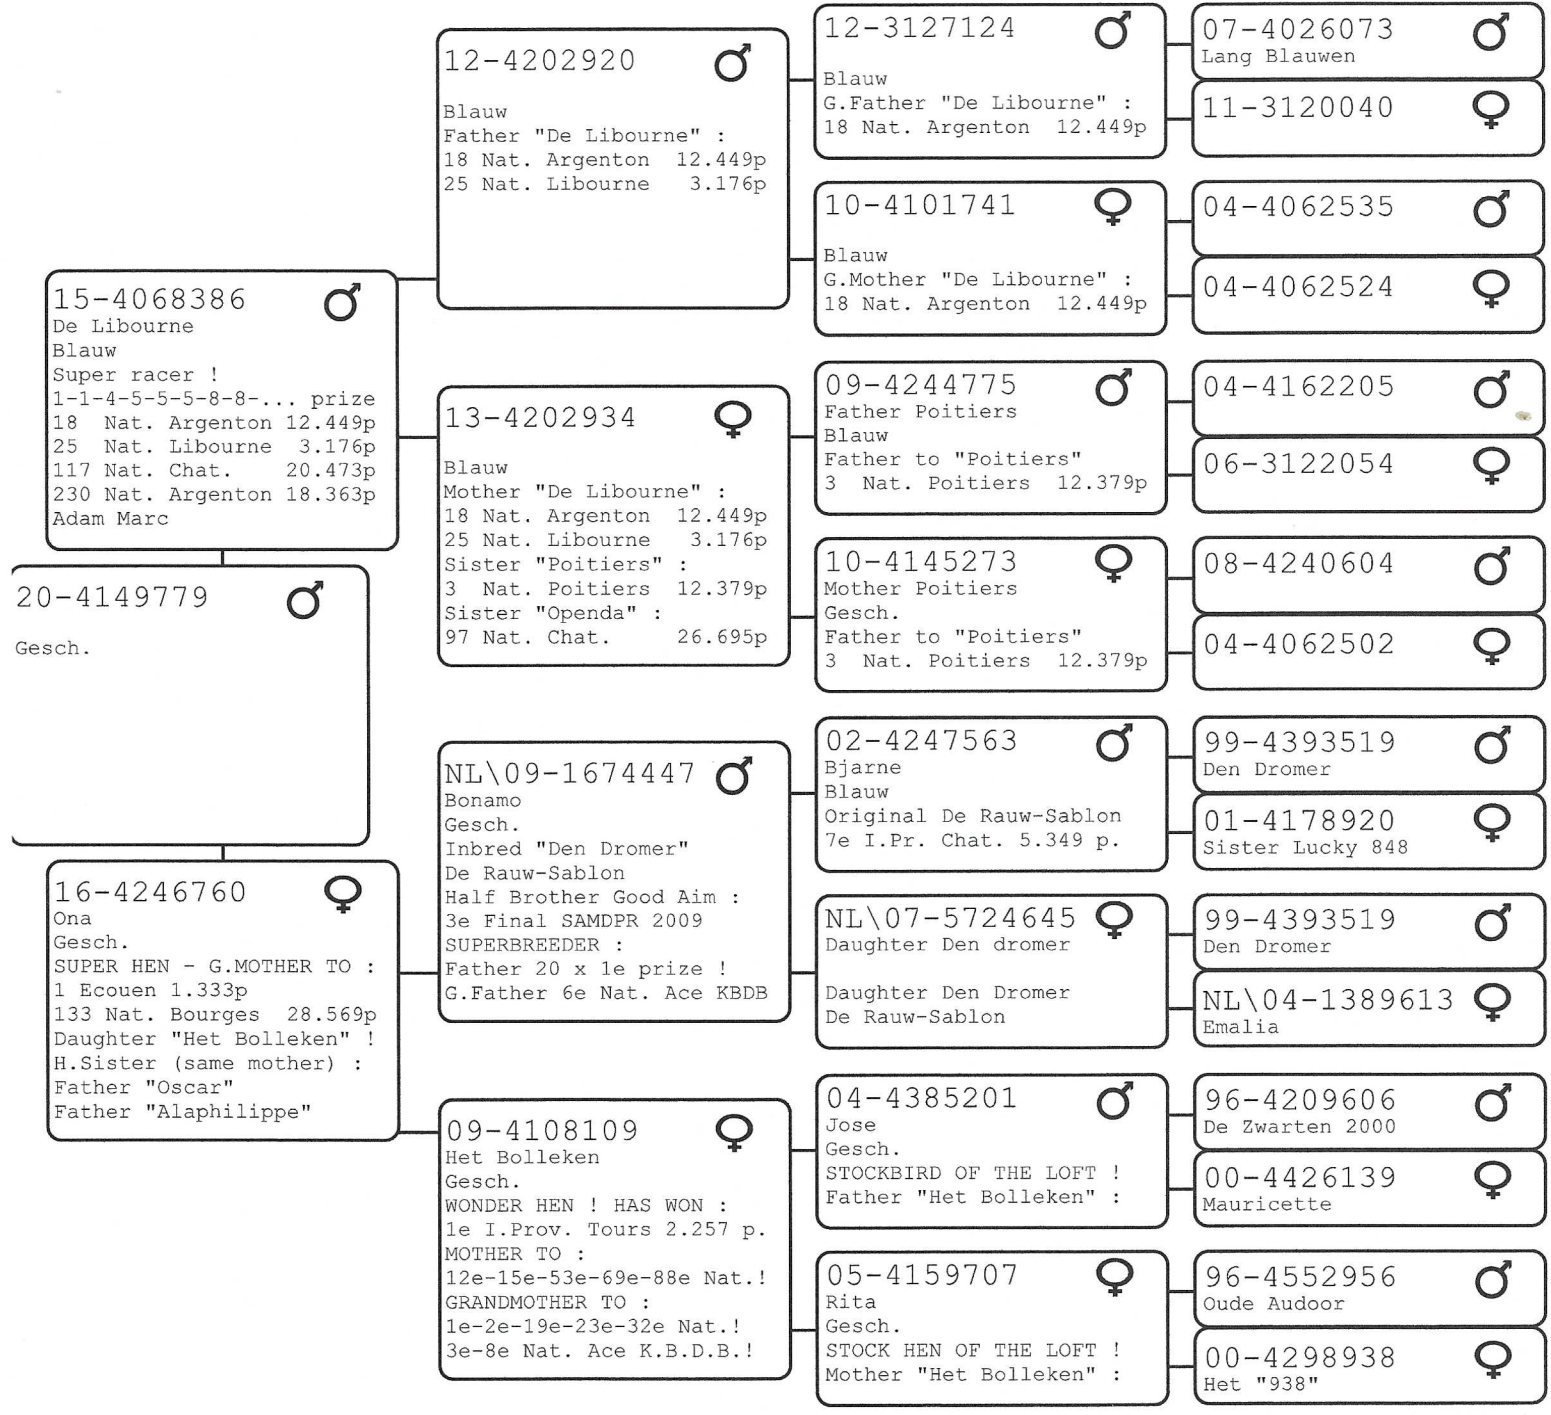 20-4149779
Gesch.
15-4068386
De Libourne
Blauw
Super racer !
1-1-4-5-5-5-8-8-... prize
18  Nat. Argenton 12.449p
25  Nat. Libourne  3.176p
117 Nat. Chat.    20.473p
230 Nat. Argenton 18.363p
Adam Marc
16-4246760
Ona
Gesch.
SUPER HEN - G.MOTHER TO :
1 Ecouen 1.333p
133 Nat. Bourges  28.569p
Daughter "Het Bolleken" !
H.Sister (same mother) :
Father "Oscar"
Father "Alaphilippe"
12-4202920
Blauw
Father "De Libourne" :
18 Nat. Argenton  12.449p
25 Nat. Libourne   3.176p
13-4202934
Blauw
Mother "De Libourne" :
18 Nat. Argenton  12.449p
25 Nat. Libourne   3.176p
Sister "Poitiers" :
3  Nat. Poitiers  12.379p
Sister "Openda" :
97 Nat. Chat.     26.695p
NL\09-1674447
Bonamo
Gesch.
Inbred "Den Dromer"
De Rauw-Sablon
Half Brother Good Aim :
3e Final SAMDPR 2009
SUPERBREEDER :
Father 20 x 1e prize !
G.Father 6e Nat. Ace KBDB
09-4108109
Het Bolleken
Gesch.
WONDER HEN ! HAS WON :
1e I.Prov. Tours 2.257 p.
MOTHER TO :
12e-15e-53e-69e-88e Nat.!
GRANDMOTHER TO :
1e-2e-19e-23e-32e Nat.!
3e-8e Nat. Ace K.B.D.B.!
12-3127124
Blauw
G.Father "De Libourne" :
18 Nat. Argenton  12.449p
10-4101741
Blauw
G.Mother "De Libourne" :
18 Nat. Argenton  12.449p
09-4244775
Father Poitiers
Blauw
Father to "Poitiers"
3  Nat. Poitiers  12.379p
10-4145273
Mother Poitiers
Gesch.
Father to "Poitiers"
3  Nat. Poitiers  12.379p
02-4247563
Bjarne
Blauw
Original De Rauw-Sablon
7e I.Pr. Chat. 5.349 p.
NL\07-5724645
Daughter Den dromer
Daughter Den Dromer
De Rauw-Sablon
04-4385201
Jose
Gesch.
STOCKBIRD OF THE LOFT !
Father "Het Bolleken" :
05-4159707
Rita
Gesch.
STOCK HEN OF THE LOFT !
Mother "Het Bolleken" :
07-4026073
Lang Blauwen
11-3120040
04-4062535
04-4062524
04-4162205
06-3122054
08-4240604
04-4062502
99-4393519
Den Dromer
01-4178920
Sister Lucky 848
99-4393519
Den Dromer
NL\04-1389613
Emalia
96-4209606
De Zwarten 2000
00-4426139
Mauricette
96-4552956
Oude Audoor
00-4298938
Het "938"